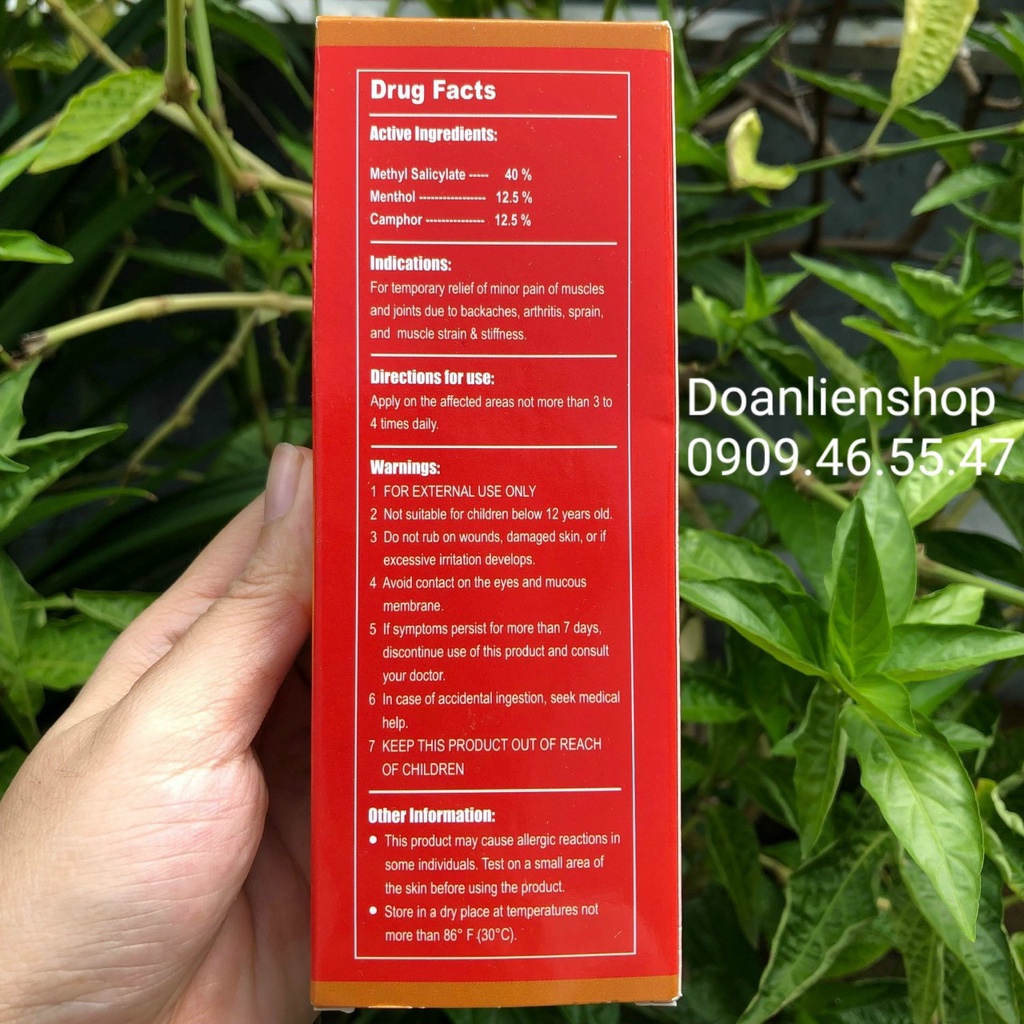 Drug Facts
Active Ingredients:
Methyl Salicylate ----- 40 %
Menthol ---------------- 12.5 %
Camphor -------------- 12.5 %
Indications:
For temporary relief of minor pain of muscles
and joints due to backaches, arthritis, sprain,
and muscle strain & stiffness.
Directions for use:
Apply on the affected areas not more than 3 to
4 times daily.
Warnings:
1 FOR EXTERNAL USE ONLY
2 Not suitable for children below 12 years old.
3 Do not rub on wounds, damaged skin, or if
excessive irritation develops.
4 Avoid contact on the eyes and mucous
membrane.
5 If symptoms persist for more than 7 days,
discontinue use of this product and consult
your doctor.
6 In case of accidental ingestion, seek medical
help.
7 KEEP THIS PRODUCT OUT OF REACH
OF CHILDREN
Other Information:
• This product may cause allergic reactions in
some individuals. Test on a small area of
the skin before using the product.
• Store in a dry place at temperatures not
more than 86° F (30°C).
Doanlienshop
0909.46.55.47